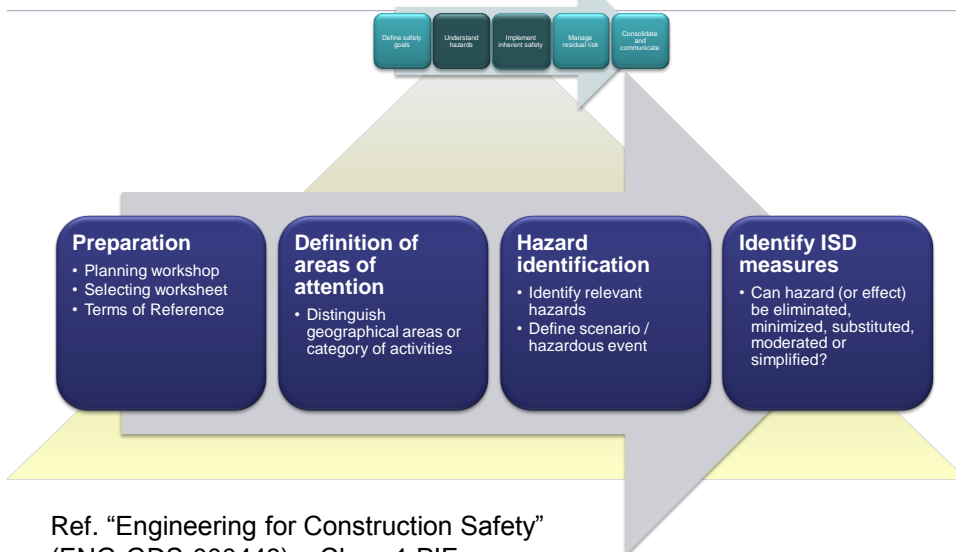 Define safety
goals
Understand
hazards
Implement
inherent safety
Manage
residual risk
Consolidate
and
communicate
Preparation
• Planning workshop
• Selecting worksheet
• Terms of Reference
Definition of
areas of
attention
• Distinguish
geographical areas or
category of activities
Hazard
identification
• Identify relevant
hazards
• Define scenario /
hazardous event
Identify ISD
measures
• Can hazard (or effect)
be eliminated,
minimized, substituted,
moderated or
simplified?
Ref. “Engineering for Construction Safety”